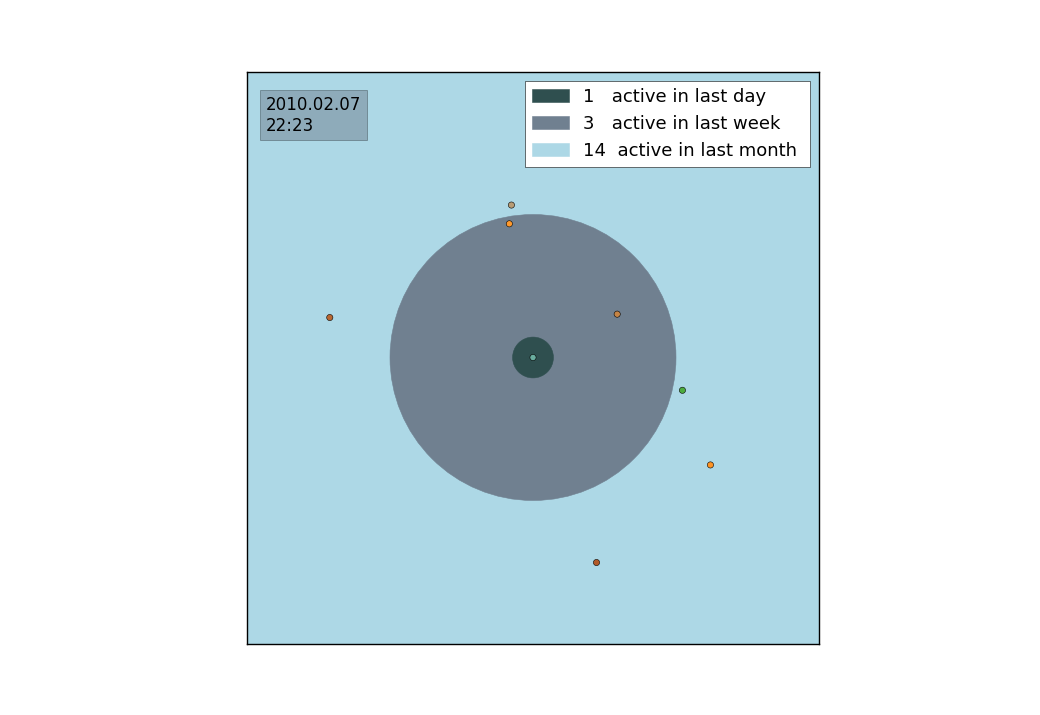 2010.02.07
22:23
1 active in last day
3 active in last week
14 active in last month